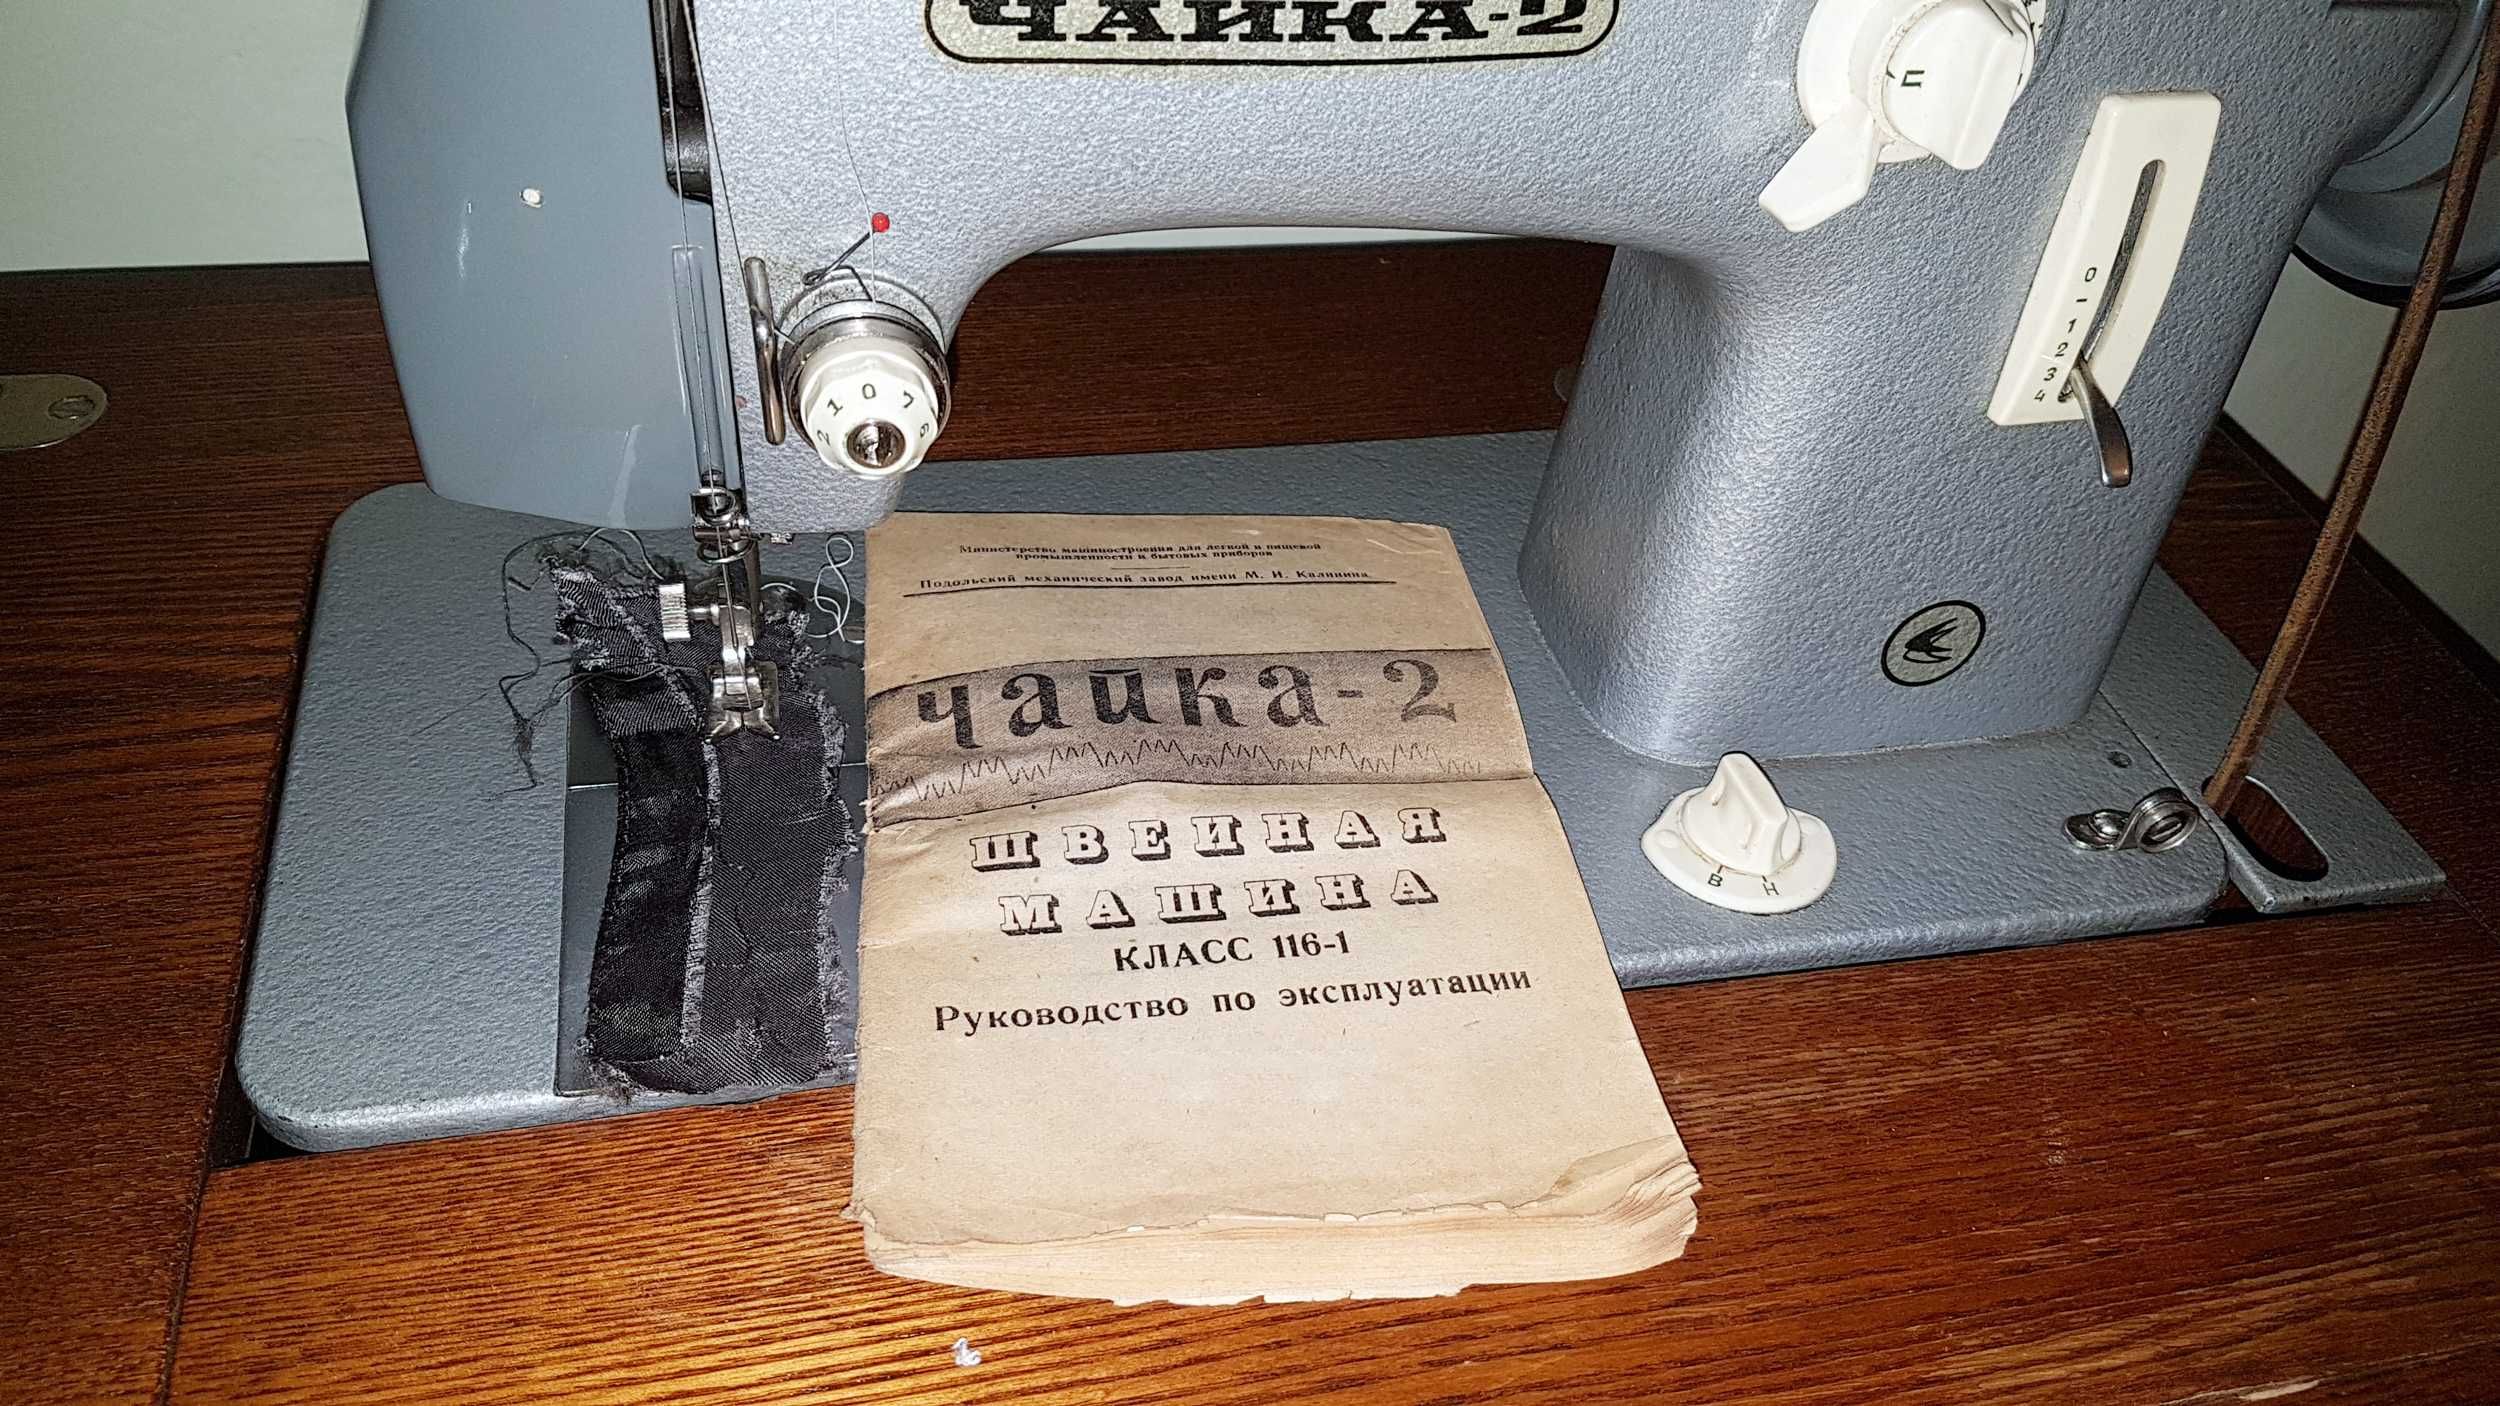 ЧАЙКА-2
П
0
1
2
3
4
2 1 0 7 6
Министерство машиностроения для легкой и пищевой
промышленности и бытовых приборов
Подольский механический завод имени М. И. Калинина
чайка-2
ШВЕЙНАЯ
МАШИНА
КЛАСС 116-1
Руководство по эксплуатации
В Н